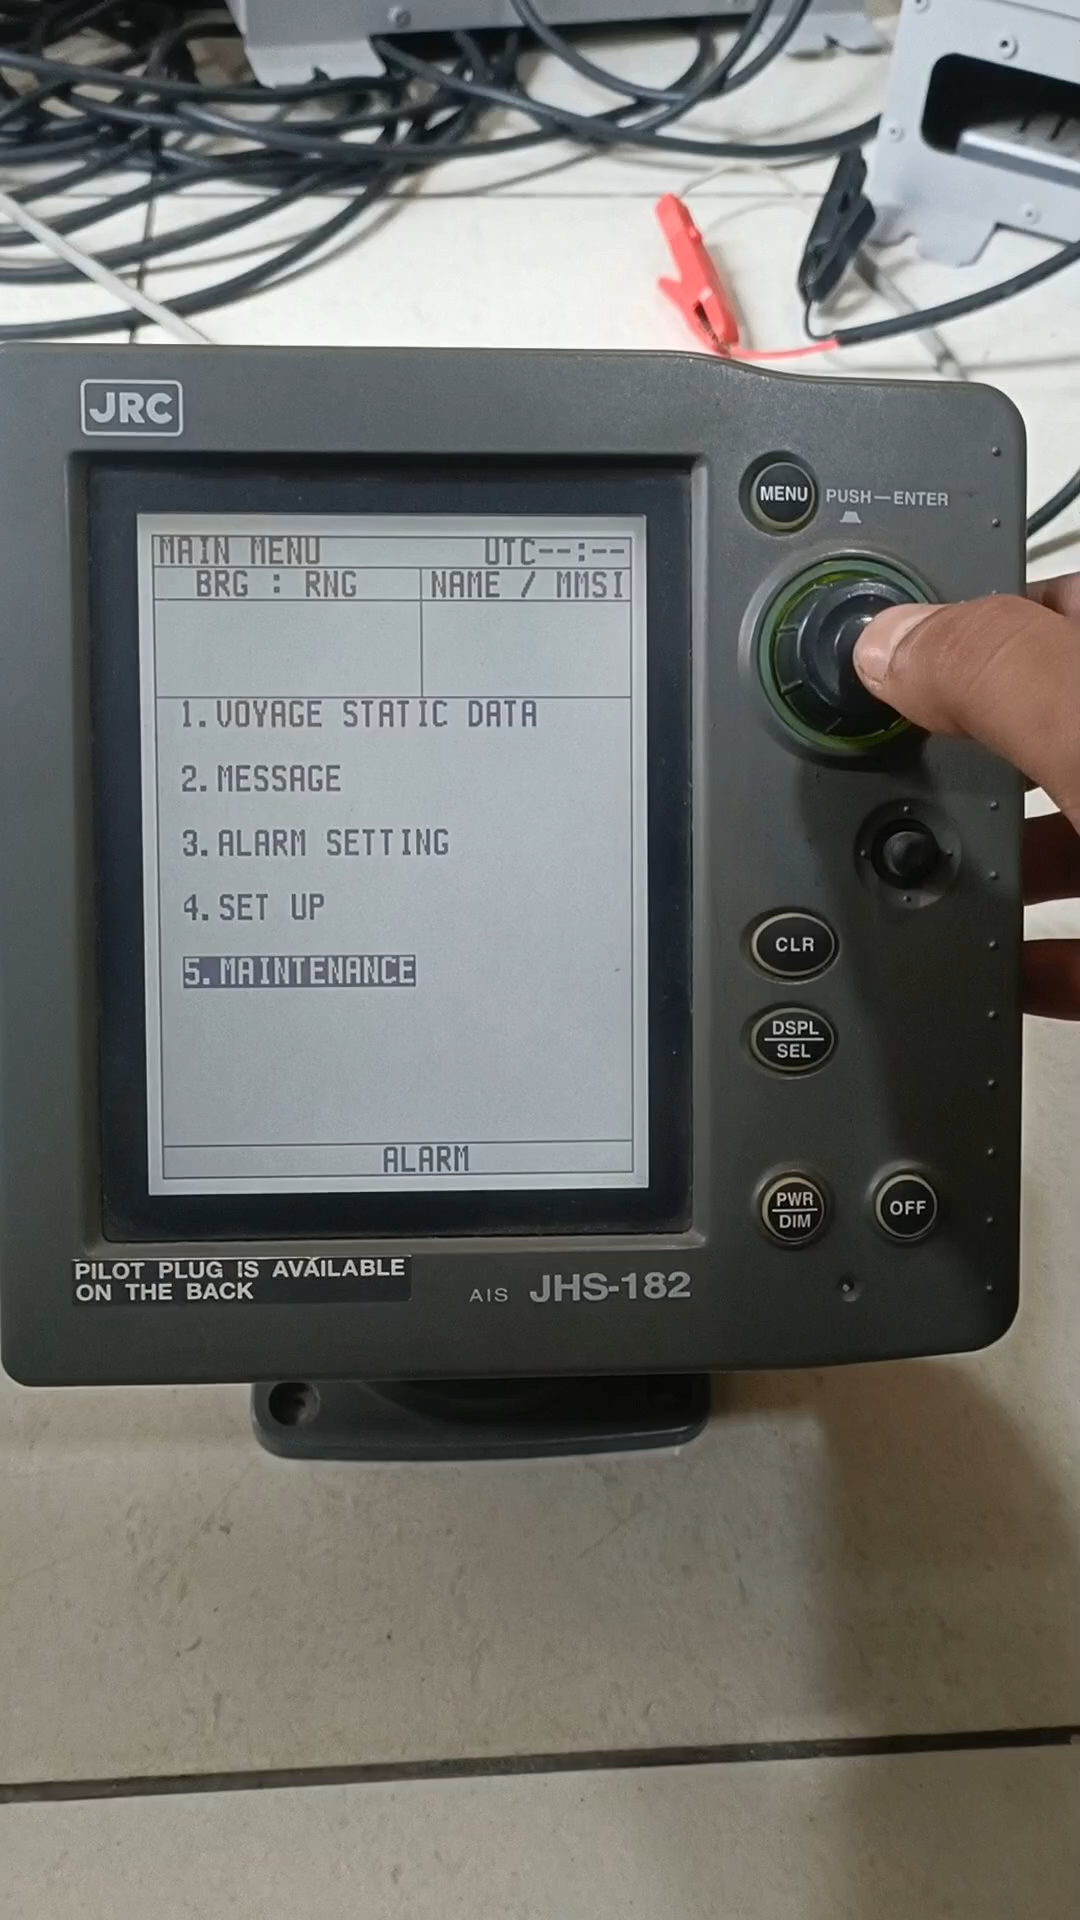 JRC
MENU
PUSH—ENTER
MAIN MENU UTC--:--
BRG : RNG NAME / MMSI
1.VOYAGE STATIC DATA
2.MESSAGE
3.ALARM SETTING
4.SET UP
5.MAINTENANCE
ALARM
CLR
DSPL
SEL
PWR
DIM
OFF
PILOT PLUG IS AVAILABLE
ON THE BACK
AIS JHS-182